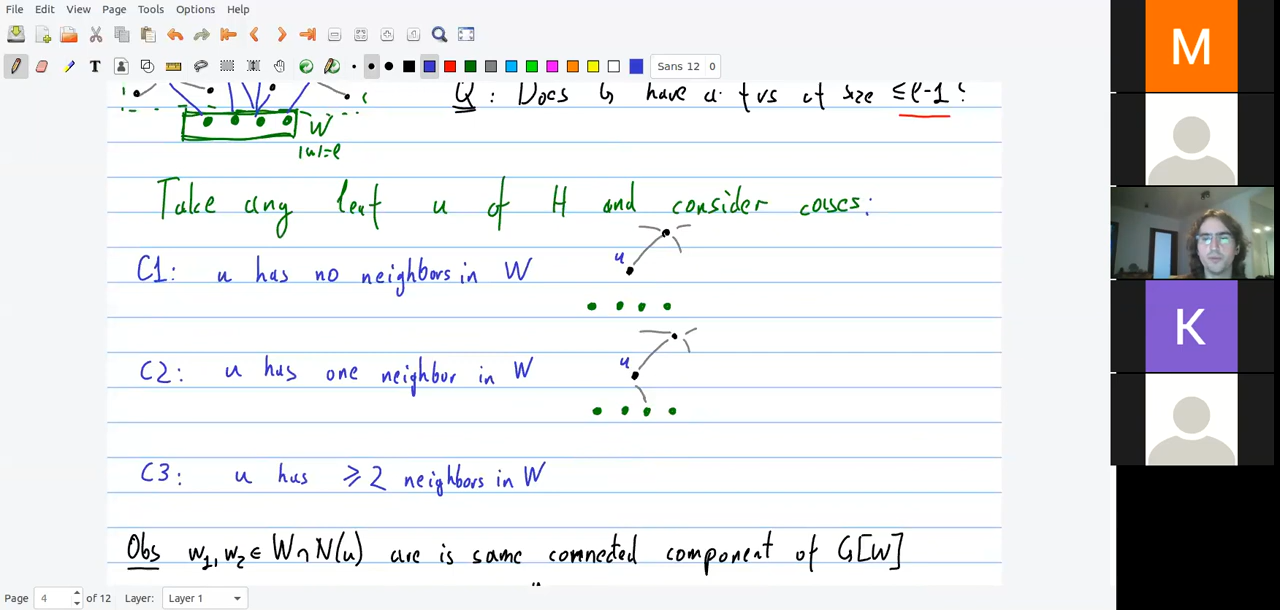 File Edit View Page Tools Options Help
Sans 12 0
Q: Does G have a fvs of size ≤ℓ-1?
W
|W|=ℓ
Take any leaf u of H and consider cases:
C1: u has no neighbors in W
u
C2: u has one neighbor in W
u
C3: u has ≥2 neighbors in W
Obs w₁,w₂∈ W∩N(u) are is same connected component of G[W]
Page 4 of 12 Layer: Layer 1
M
K